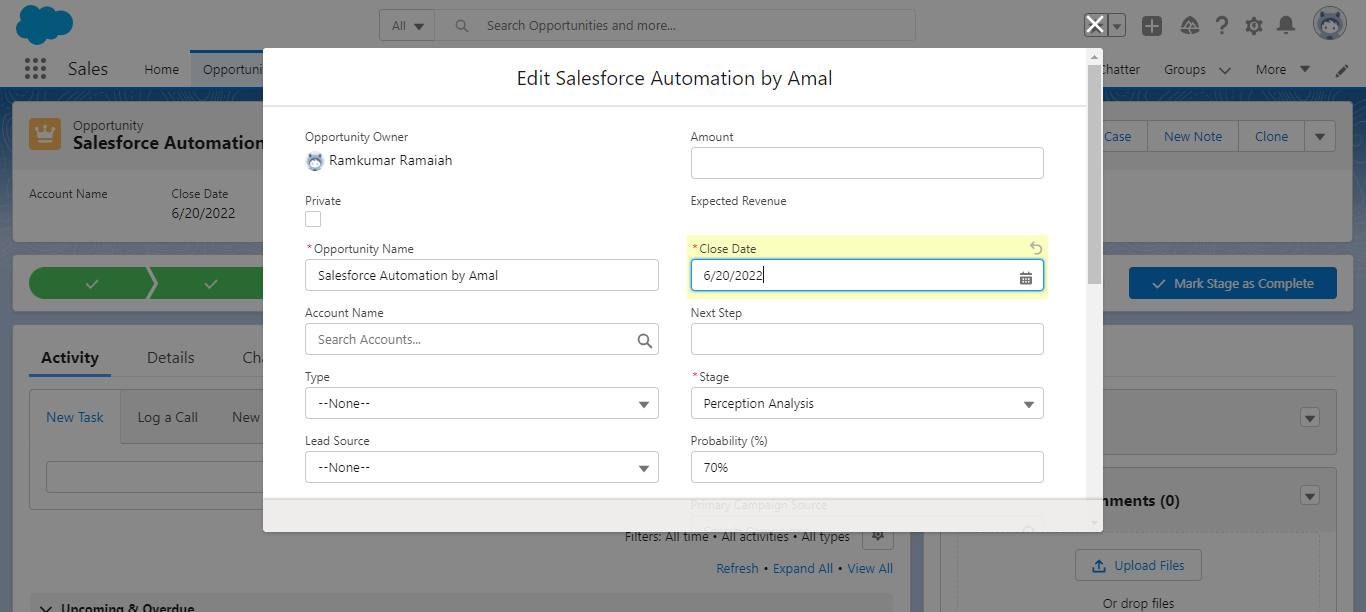 All
Search Opportunities and more...
Sales
Home
Opportuni
Chatter
Groups
More
Edit Salesforce Automation by Amal
Opportunity
Salesforce Automation
Case
New Note
Clone
Account Name
Close Date
6/20/2022
Opportunity Owner
Ramkumar Ramaiah
Amount
Private
Expected Revenue
*Opportunity Name
Salesforce Automation by Amal
*Close Date
6/20/2022
Mark Stage as Complete
Account Name
Search Accounts...
Next Step
Activity
Details
Cha
Type
--None--
*Stage
Perception Analysis
New Task
Log a Call
New
Lead Source
--None--
Probability (%)
70%
Primary Campaign Source
mments (0)
Filters: All time • All activities • All types
Refresh • Expand All • View All
Upload Files
Or drop files
Upcoming & Overdue